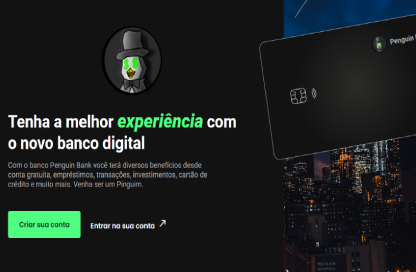 Penguin
Tenha a melhor experiência com
o novo banco digital
Com o banco Penguin Bank você terá diversos benefícios desde
conta gratuita, empréstimos, transações, investimentos, cartão de
crédito e muito mais. Venha ser um Pinguim.
Criar sua conta
Entrar na sua conta